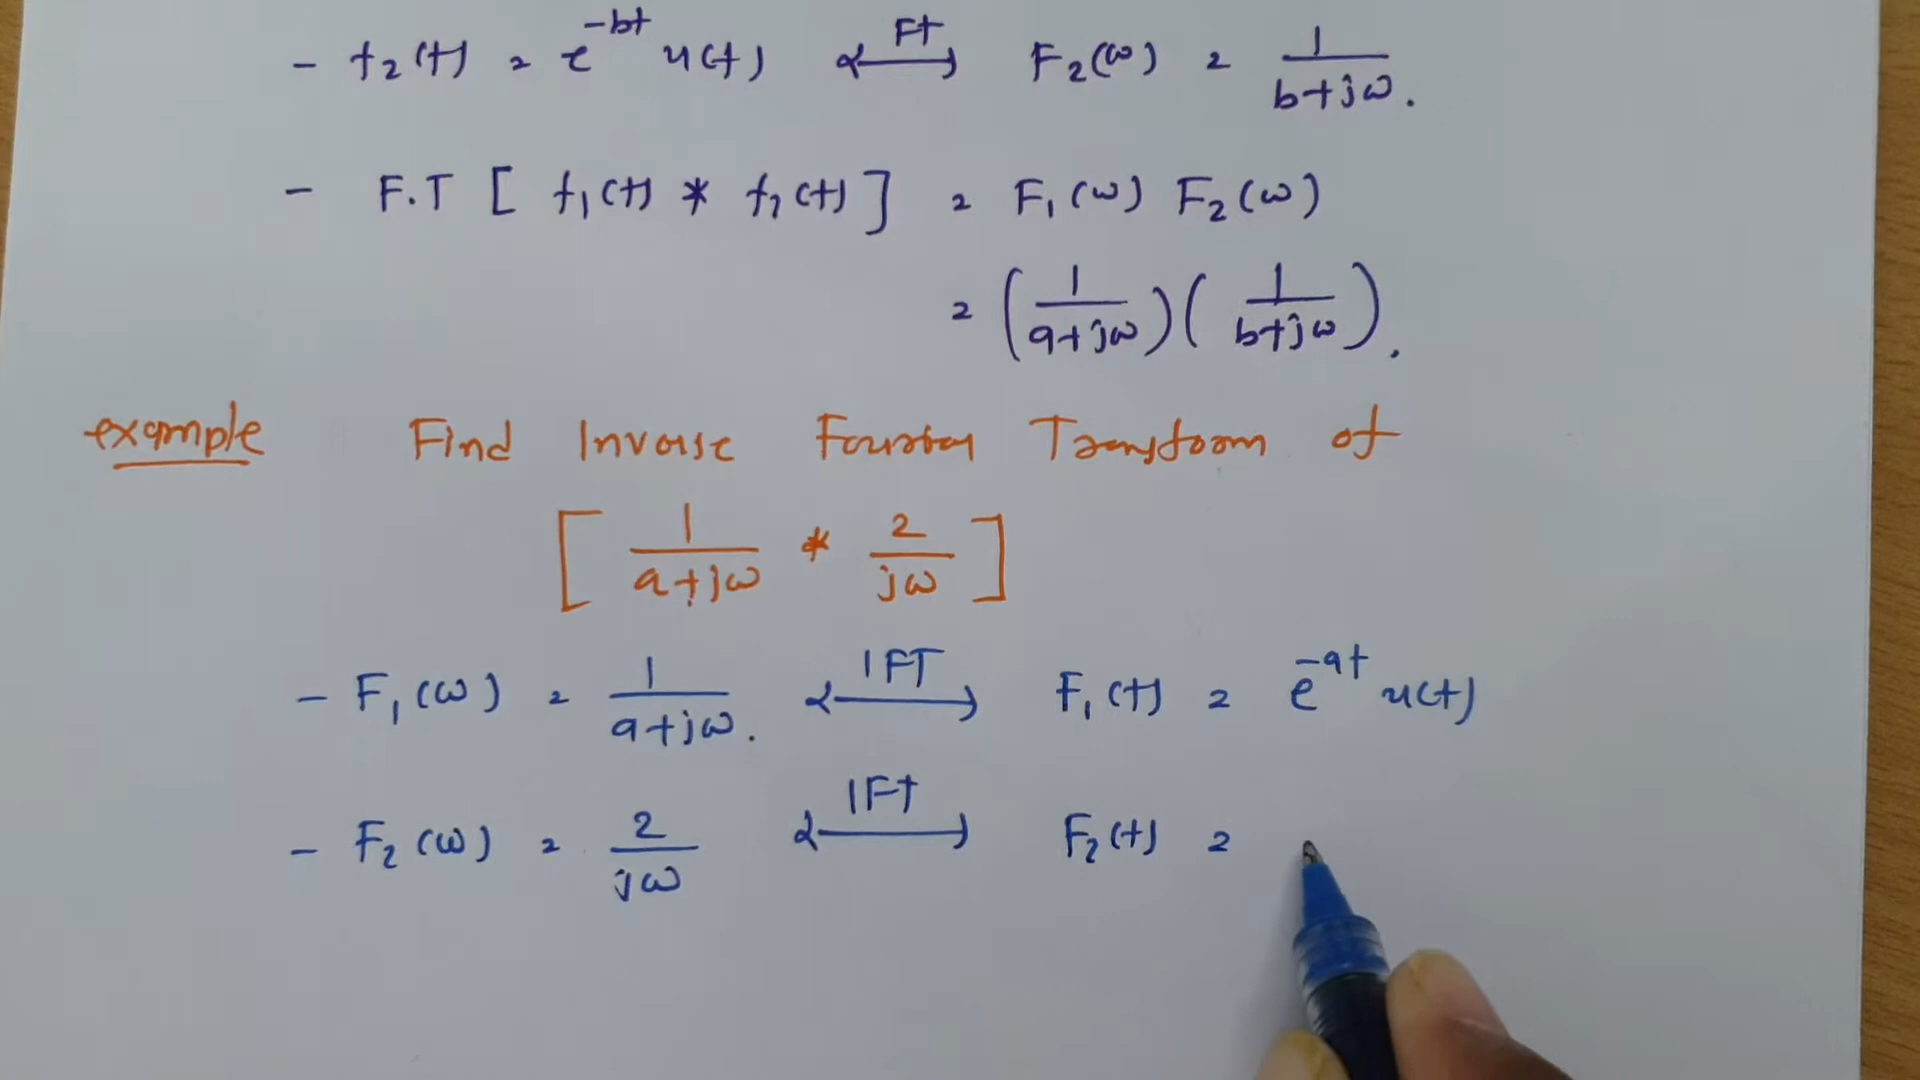 - f₂(t) = e^{-bt} u(t) ⟷ FT F₂(ω) = 1/(b+jω).
- F.T [ f₁(t) * f₂(t) ] = F₁(ω) F₂(ω)
= (1/(a+jω)) (1/(b+jω)).
example Find Inverse Fourier Transform of
[ 1/(a+jω) * 2/(jω) ]
- F₁(ω) = 1/(a+jω). ⟷ IFT F₁(t) = e^{-at} u(t)
- F₂(ω) = 2/(jω) ⟷ IFT F₂(t) =